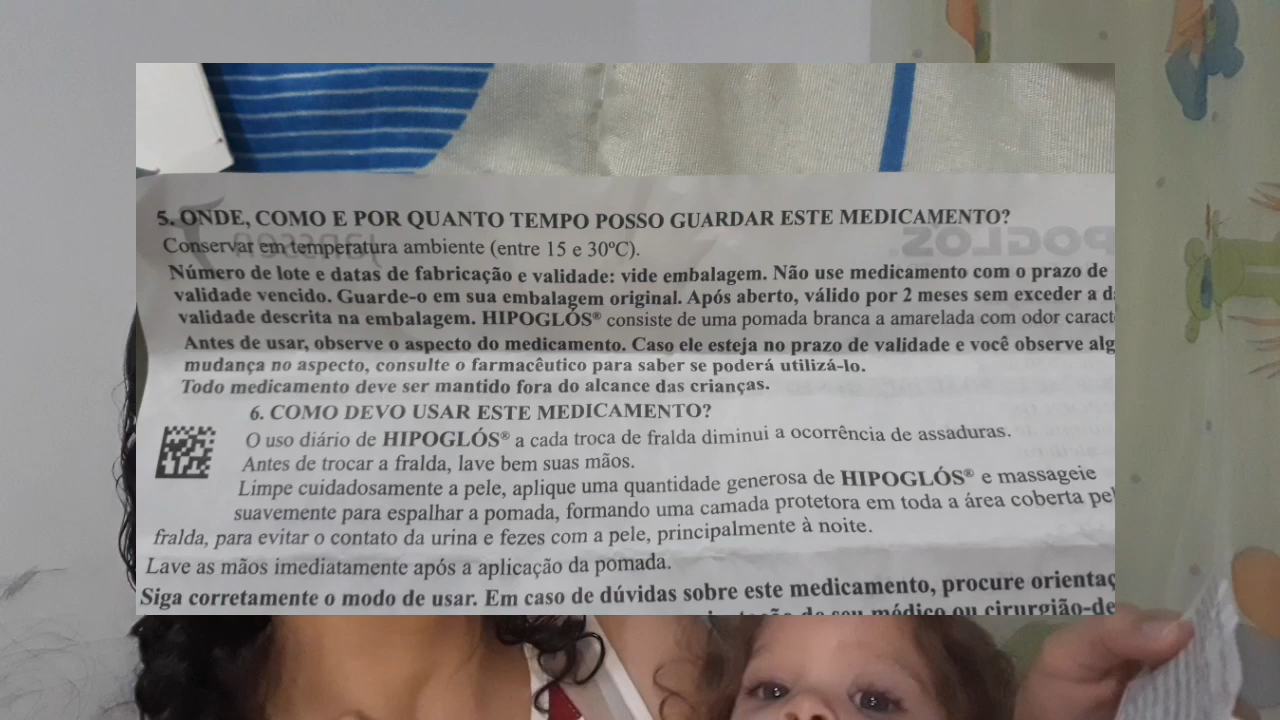 5. ONDE, COMO E POR QUANTO TEMPO POSSO GUARDAR ESTE MEDICAMENTO?
Conservar em temperatura ambiente (entre 15 e 30ºC).
Número de lote e datas de fabricação e validade: vide embalagem. Não use medicamento com o prazo de
validade vencido. Guarde-o em sua embalagem original. Após aberto, válido por 2 meses sem exceder a
validade descrita na embalagem. HIPOGLÓS® consiste de uma pomada branca a amarelada com odor
Antes de usar, observe o aspecto do medicamento. Caso ele esteja no prazo de validade e você observe
mudança no aspecto, consulte o farmacêutico para saber se poderá utilizá-lo.
Todo medicamento deve ser mantido fora do alcance das crianças.
6. COMO DEVO USAR ESTE MEDICAMENTO?
O uso diário de HIPOGLÓS® a cada troca de fralda diminui a ocorrência de assaduras.
Antes de trocar a fralda, lave bem suas mãos.
Limpe cuidadosamente a pele, aplique uma quantidade generosa de HIPOGLÓS® e massageie
suavemente para espalhar a pomada, formando uma camada protetora em toda a área coberta
fralda, para evitar o contato da urina e fezes com a pele, principalmente à noite.
Lave as mãos imediatamente após a aplicação da pomada.
Siga corretamente o modo de usar. Em caso de dúvidas sobre este medicamento, procure
de seu médico ou